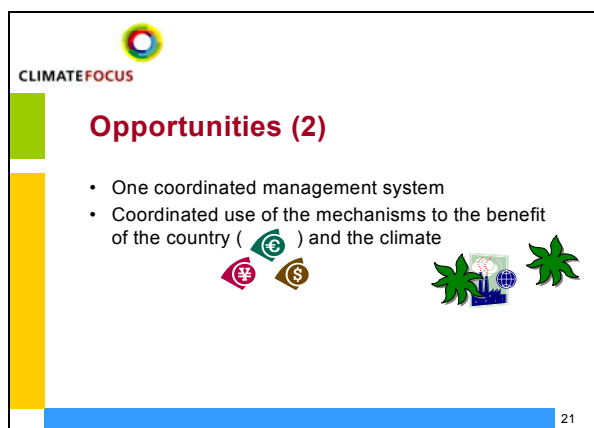 CLIMATEFOCUS
Opportunities (2)
• One coordinated management system
• Coordinated use of the mechanisms to the benefit
of the country ( € ) and the climate
¥ $
21